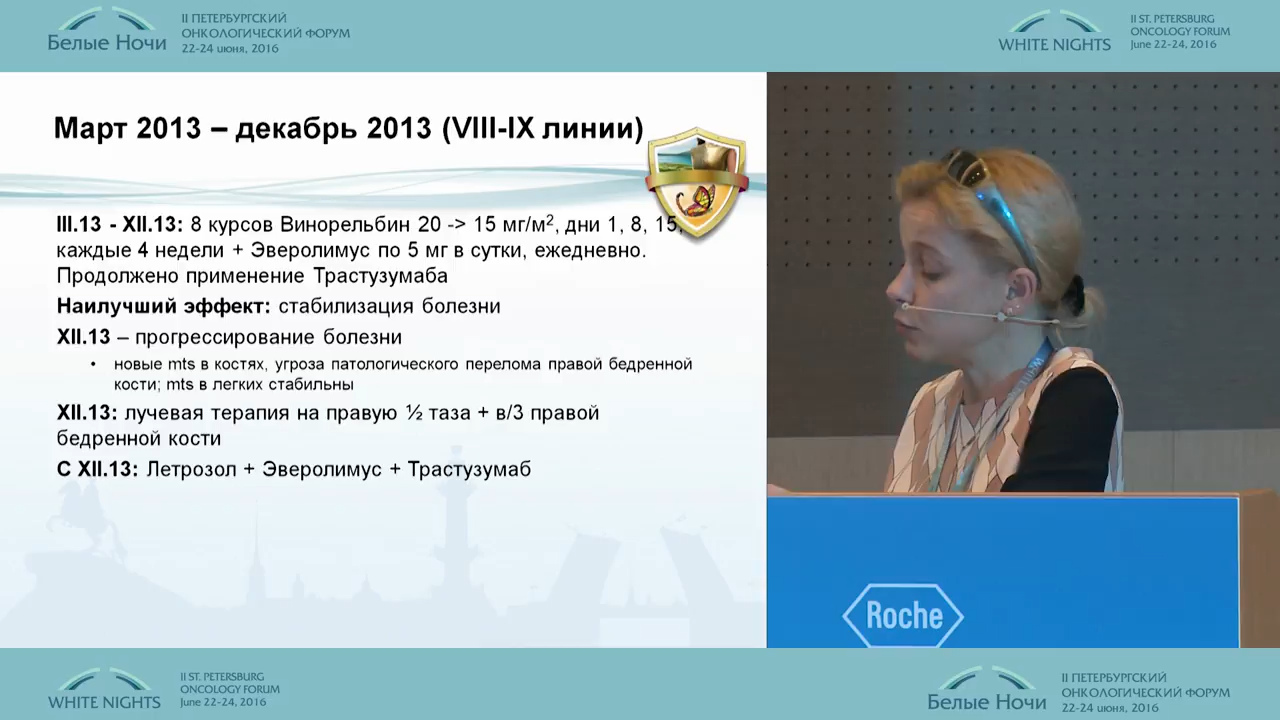 Белые Ночи
II ПЕТЕРБУРГСКИЙ
ОНКОЛОГИЧЕСКИЙ ФОРУМ
22-24 июня, 2016
WHITE NIGHTS
II ST. PETERSBURG
ONCOLOGY FORUM
June 22-24, 2016
Март 2013 – декабрь 2013 (VIII-IX линии)
III.13 - XII.13: 8 курсов Винорельбин 20 -> 15 мг/м², дни 1, 8, 15,
каждые 4 недели + Эверолимус по 5 мг в сутки, ежедневно.
Продолжено применение Трастузумаба
Наилучший эффект: стабилизация болезни
XII.13 – прогрессирование болезни
• новые mts в костях, угроза патологического перелома правой бедренной
кости; mts в легких стабильны
XII.13: лучевая терапия на правую ½ таза + в/3 правой
бедренной кости
С XII.13: Летрозол + Эверолимус + Трастузумаб
Roche
WHITE NIGHTS
II ST. PETERSBURG
ONCOLOGY FORUM
June 22-24, 2016
Белые Ночи
II ПЕТЕРБУРГСКИЙ
ОНКОЛОГИЧЕСКИЙ ФОРУМ
22-24 июня, 2016